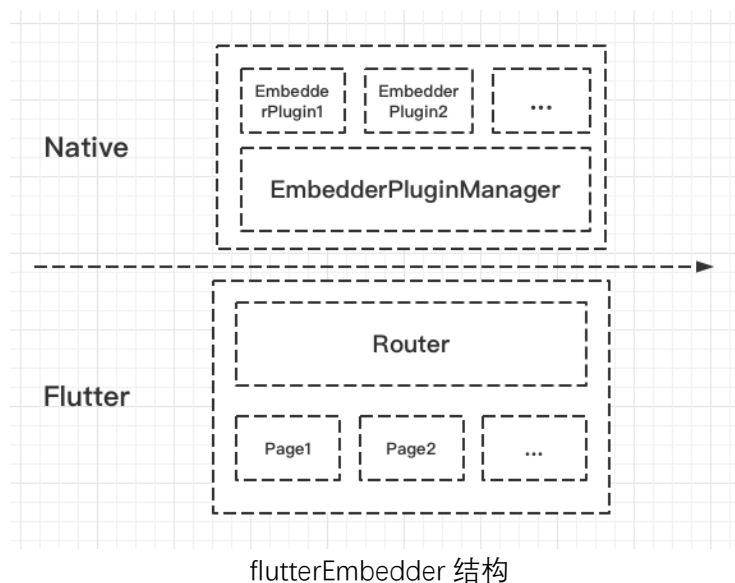 Embedde
rPlugin1
Embedder
Plugin2
...
Native
EmbedderPluginManager
Router
Flutter
Page1
Page2
...
flutterEmbedder 结构